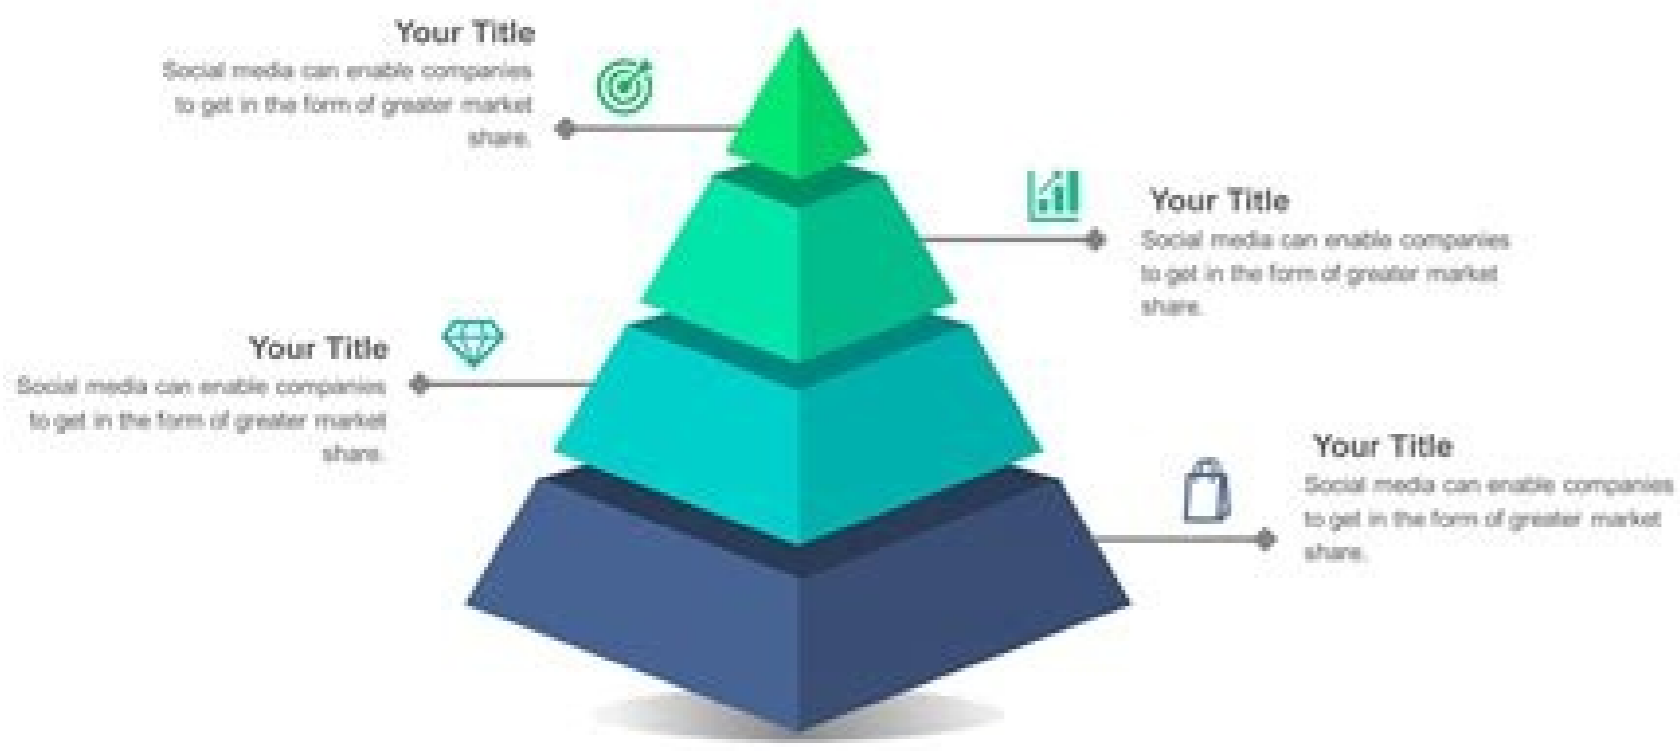 Your Title
Social media can enable companies
to get in the form of greater market
share.
Your Title
Social media can enable companies
to get in the form of greater market
share.
Your Title
Social media can enable companies
to get in the form of greater market
share.
Your Title
Social media can enable companies
to get in the form of greater market
share.